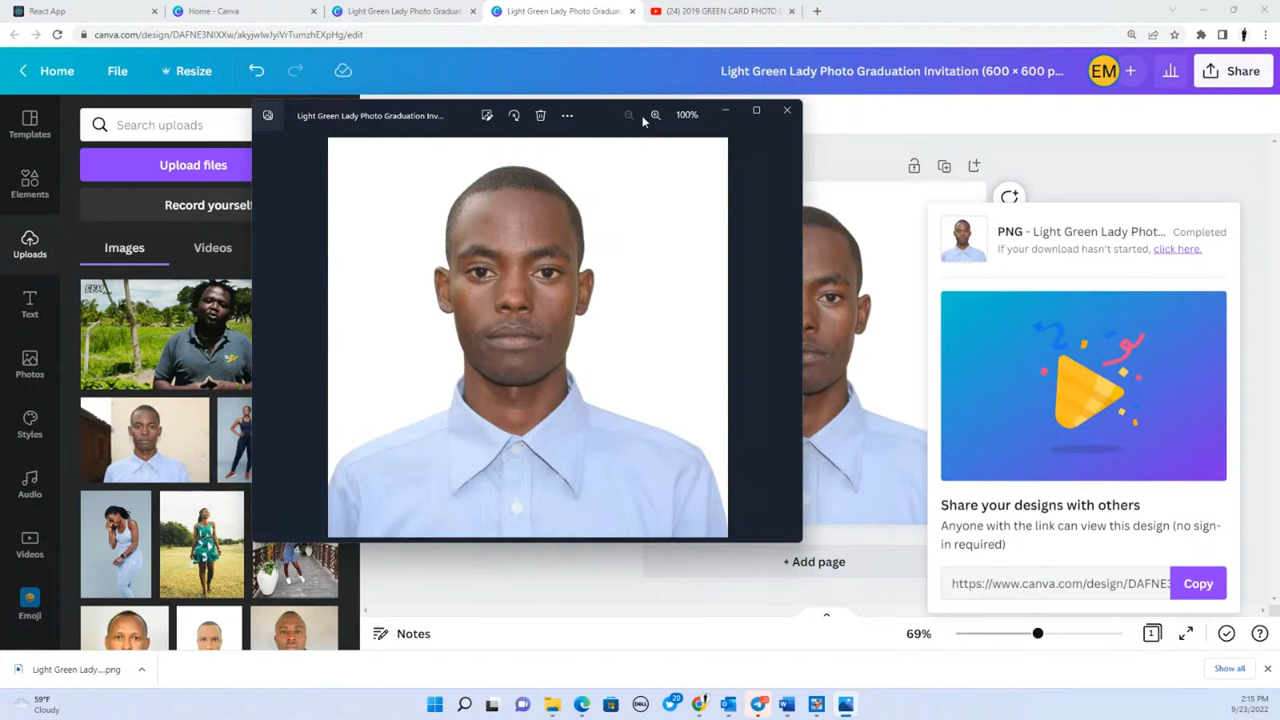 React App
Home - Canva
Light Green Lady Photo Graduat
Light Green Lady Photo Graduat
(24) 2019 GREEN CARD PHOTO
canva.com/design/DAFNE3NIXXw/akyjwlwJyiVrTumzhEXpHg/edit
Home
File
Resize
Light Green Lady Photo Graduation Invitation (600 × 600 p...
EM
Share
Templates
Elements
Uploads
Text
Photos
Styles
Audio
Videos
Emoji
Search uploads
Upload files
Record yourself
Images
Videos
Light Green Lady Photo Graduation Inv...
100%
PNG - Light Green Lady Phot...
Completed
If your download hasn't started, click here.
Share your designs with others
Anyone with the link can view this design (no sign-
in required)
https://www.canva.com/design/DAFNE3
Copy
+ Add page
Notes
69%
1
Light Green Lady....png
Show all
59°F
Cloudy
DELL
20
2:15 PM
9/23/2022